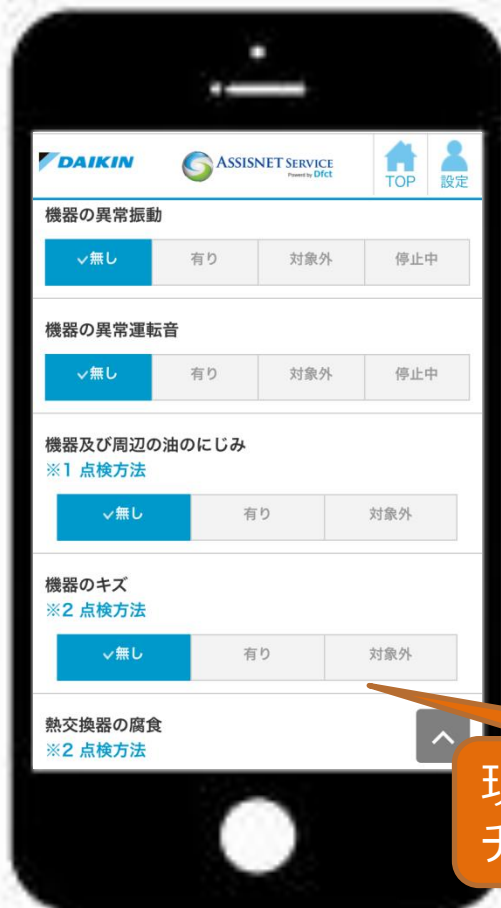 DAIKIN
ASSISNET SERVICE
Powered by Dfct
TOP
設定
機器の異常振動
✓無し 有り 対象外 停止中
機器の異常運転音
✓無し 有り 対象外 停止中
機器及び周辺の油のにじみ
※1 点検方法
✓無し 有り 対象外
機器のキズ
※2 点検方法
✓無し 有り 対象外
熱交換器の腐食
※2 点検方法